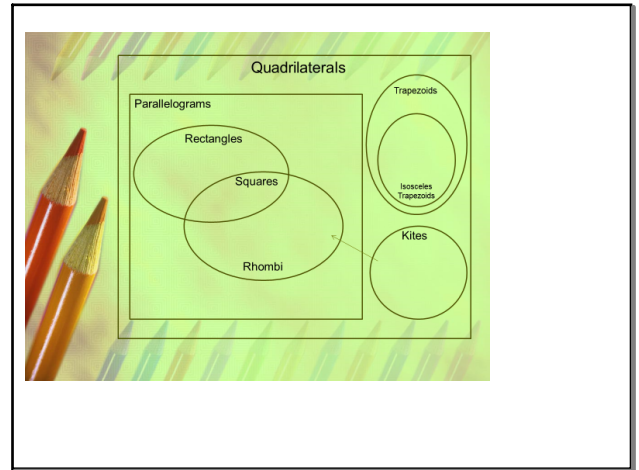 Quadrilaterals
Parallelograms
Rectangles
Squares
Rhombi
Trapezoids
Isosceles
Trapezoids
Kites